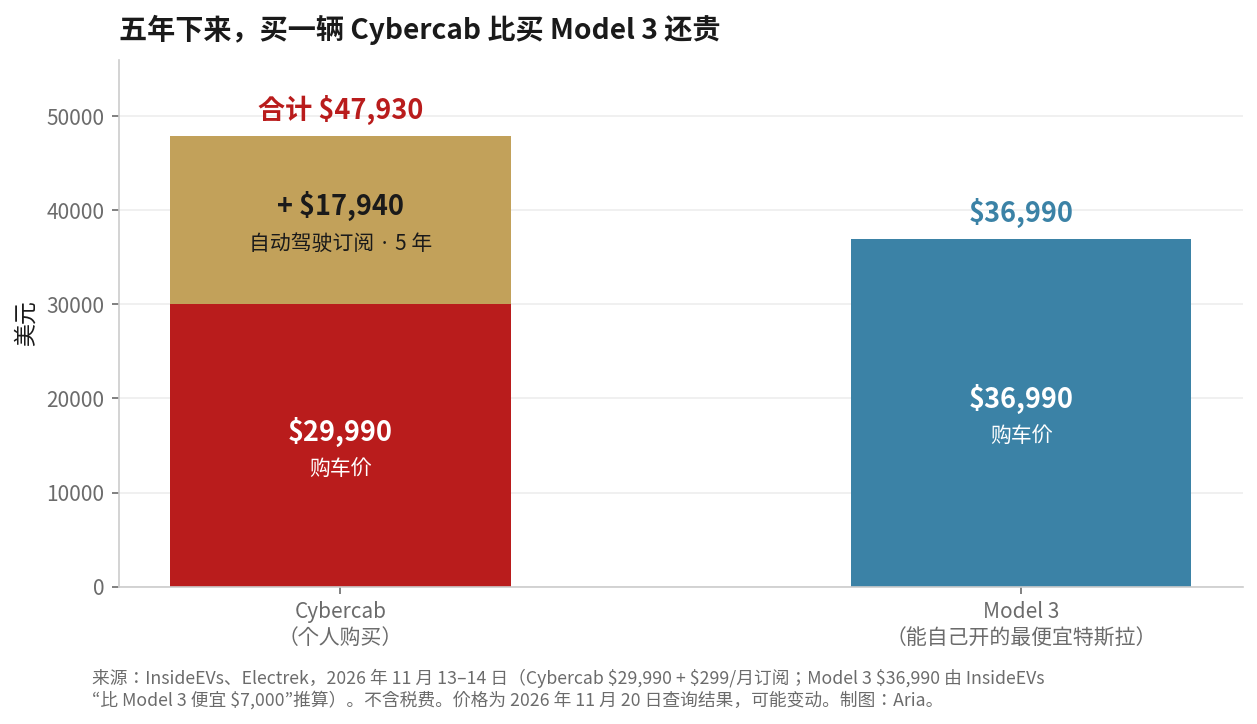 五年下来，买一辆 Cybercab 比买 Model 3 还贵
美元
50000
40000
30000
20000
10000
0
合计 $47,930
+ $17,940
自动驾驶订阅 · 5 年
$29,990
购车价
$36,990
$36,990
购车价
Cybercab
（个人购买）
Model 3
（能自己开的最便宜特斯拉）
来源：InsideEVs、Electrek，2026 年 11 月 13–14 日（Cybercab $29,990 + $299/月订阅；Model 3 $36,990 由 InsideEVs
“比 Model 3 便宜 $7,000”推算）。不含税费。价格为 2026 年 11 月 20 日查询结果，可能变动。制图：Aria。